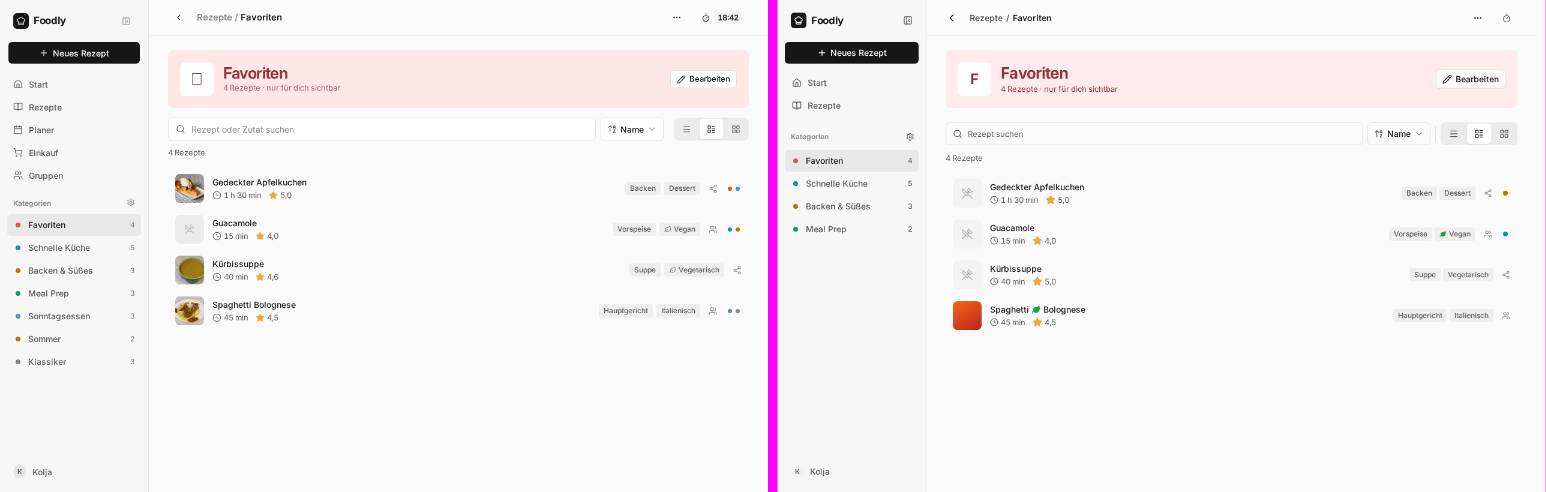 Foodly
Neues Rezept
Start
Rezepte
Planer
Einkauf
Gruppen
Kategorien
Favoriten 4
Schnelle Küche 5
Backen & Süßes 3
Meal Prep 3
Sonntagsessen 3
Sommer 2
Klassiker 3
K Kolja
Rezepte / Favoriten
18:42
Favoriten
4 Rezepte · nur für dich sichtbar
Bearbeiten
Rezept oder Zutat suchen
Name
4 Rezepte
Gedeckter Apfelkuchen
1 h 30 min 5,0
Backen Dessert
Guacamole
15 min 4,0
Vorspeise Vegan
Kürbissuppe
40 min 4,6
Suppe Vegetarisch
Spaghetti Bolognese
45 min 4,5
Hauptgericht Italienisch
Foodly
Neues Rezept
Start
Rezepte
Kategorien
Favoriten 4
Schnelle Küche 5
Backen & Süßes 3
Meal Prep 2
K Kolja
Rezepte / Favoriten
F
Favoriten
4 Rezepte · nur für dich sichtbar
Bearbeiten
Rezept suchen
Name
4 Rezepte
Gedeckter Apfelkuchen
1 h 30 min 5,0
Backen Dessert
Guacamole
15 min 4,0
Vorspeise Vegan
Kürbissuppe
40 min 5,0
Suppe Vegetarisch
Spaghetti Bolognese
45 min 4,5
Hauptgericht Italienisch